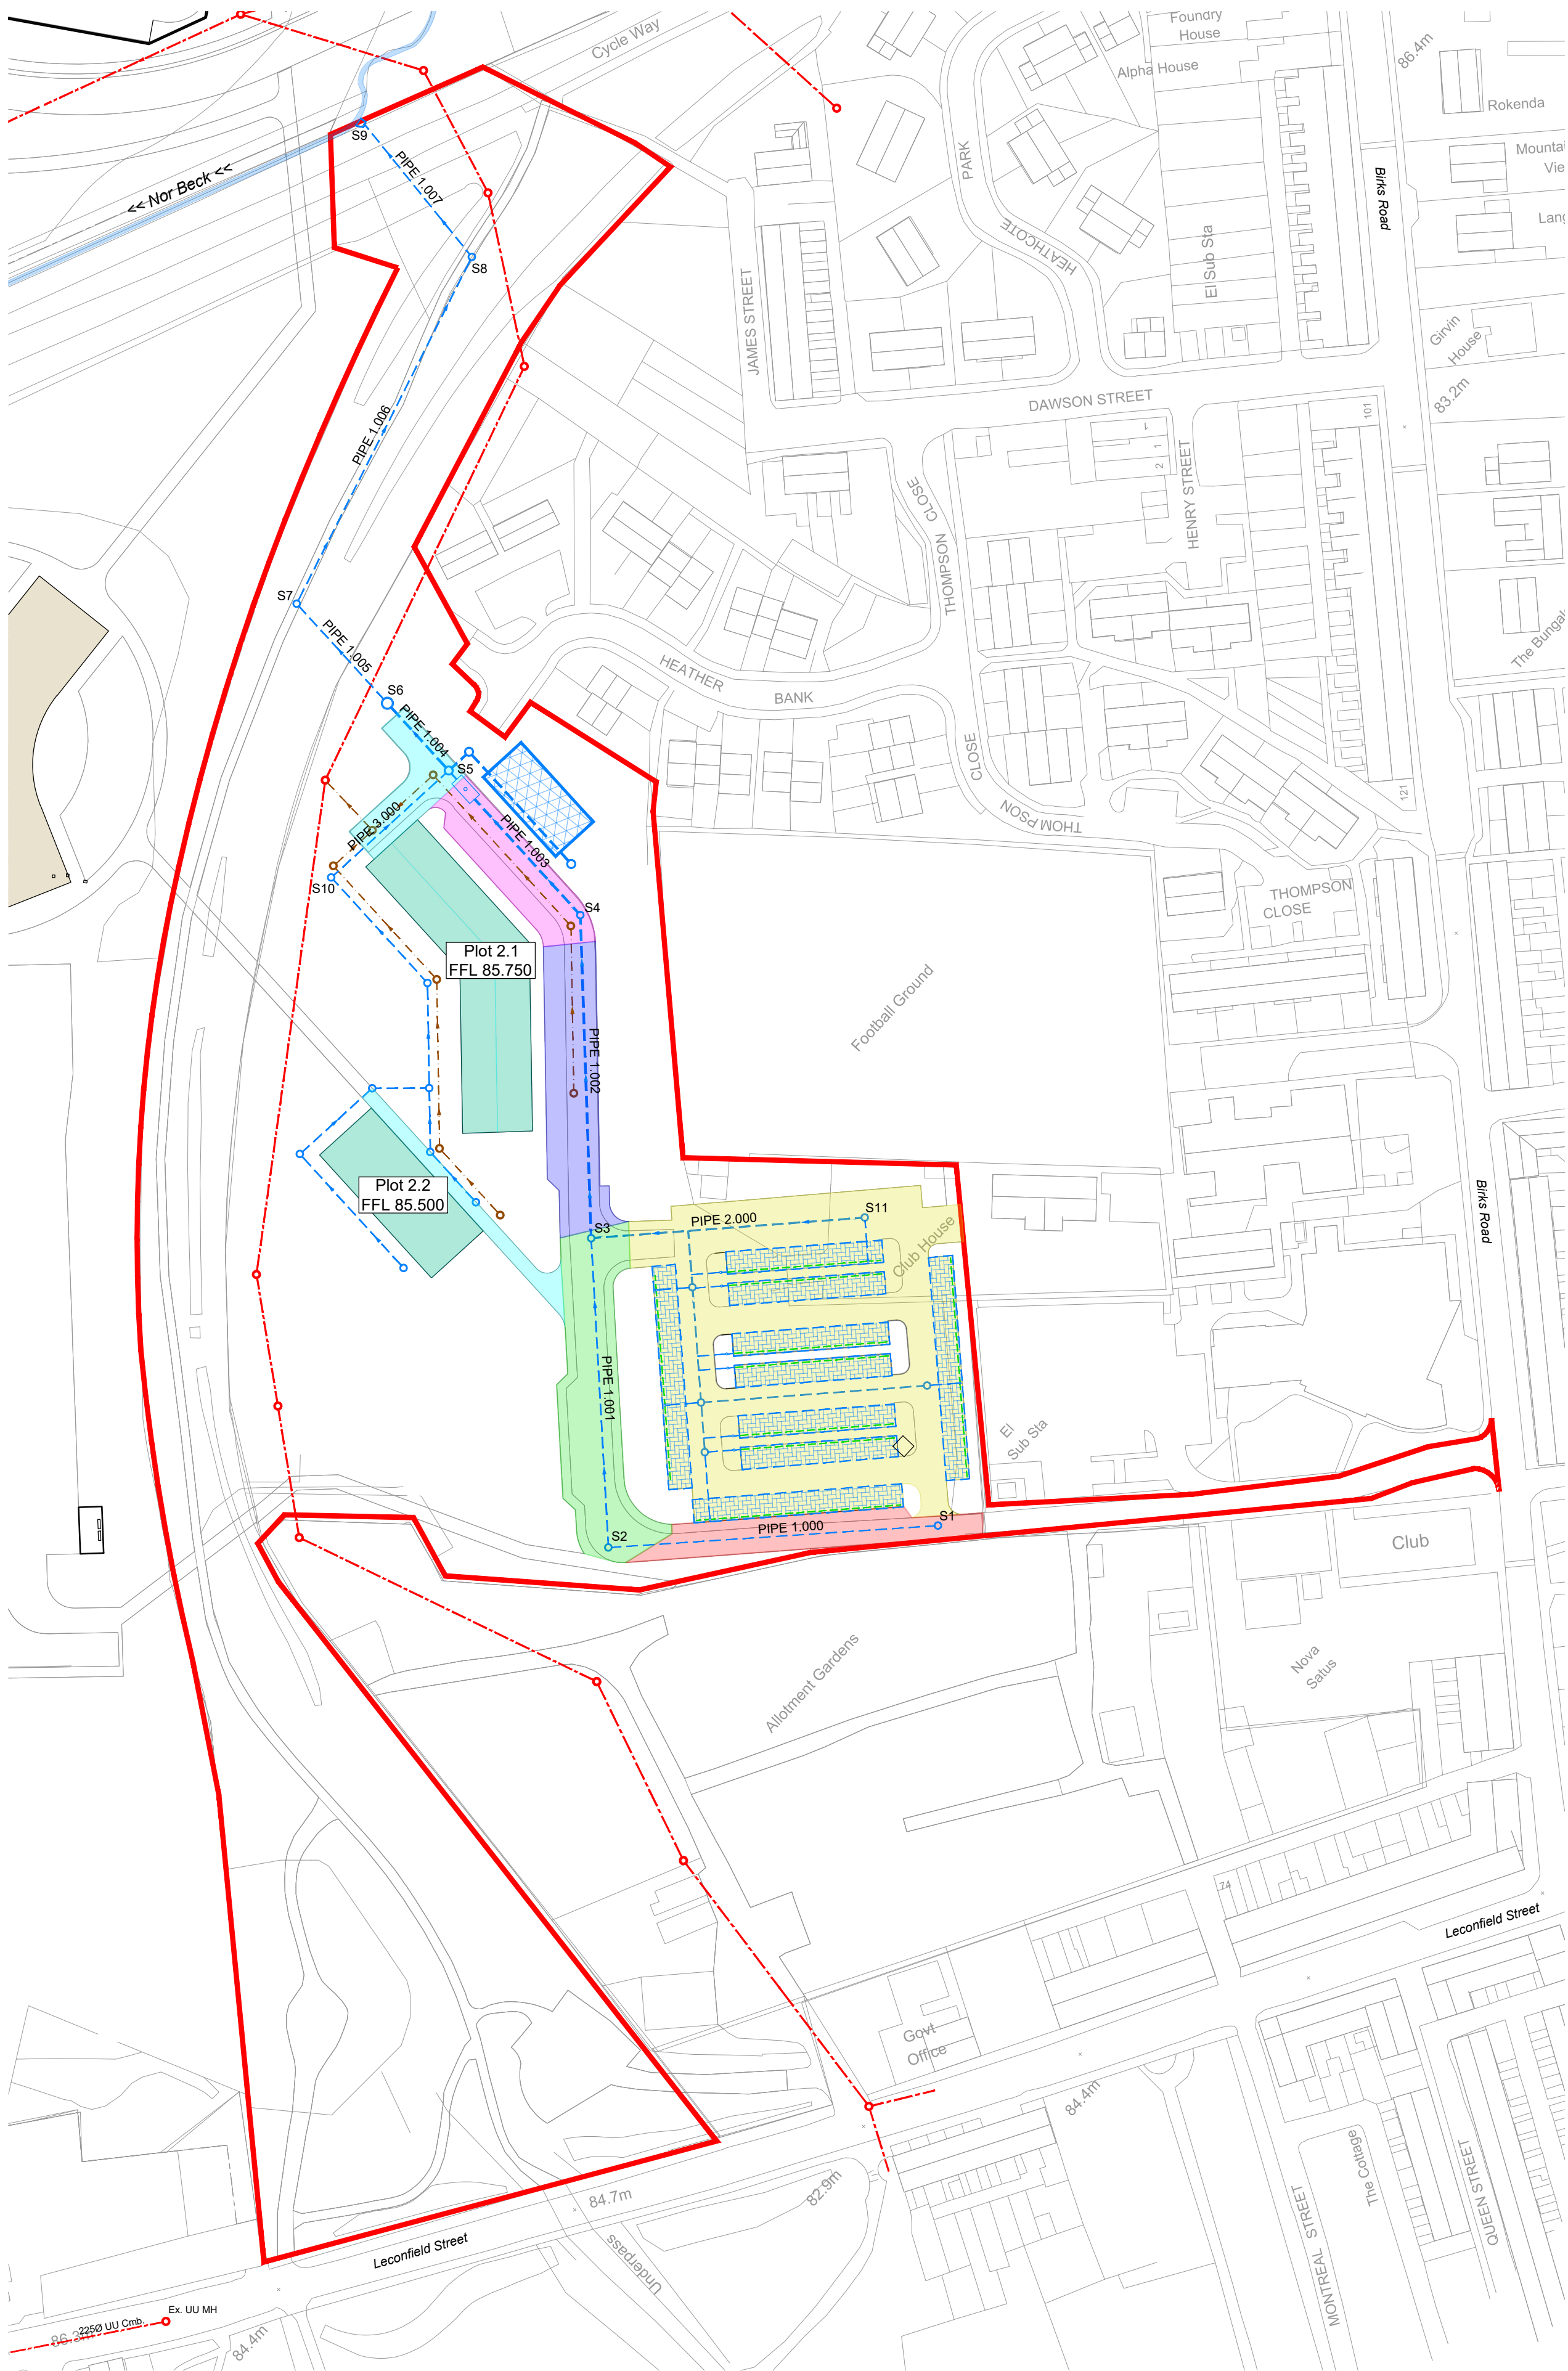 Foundry
House
Cycle Way
86.4m
Alpha House
Rokenda
S9
PIPE 1.007
PARK
Birks Road
<< Nor Beck <<
HEATHCOTE
El Sub Sta
S8
JAMES STREET
Girvin
House
DAWSON STREET
83.2m
1
101
1
2
PIPE 1.006
HENRY STREET
CLOSE
THOMPSON
S7
PIPE 1.005
HEATHER
BANK
S6
PIPE 1.004
CLOSE
S5
121
THOMPSON
PIPE 3.000
PIPE 1.003
S10
THOMPSON
CLOSE
S4
Plot 2.1
FFL 85.750
Football Ground
PIPE 1.002
Plot 2.2
FFL 85.500
Birks Road
S11
PIPE 2.000
S3
Club House
PIPE 1.001
El
Sub Sta
S1
PIPE 1.000
S2
Club
Allotment Gardens
Nova
Satus
74
Leconfield Street
Govt
Office
84.4m
The Cottage
QUEEN STREET
82.9m
84.7m
MONTREAL STREET
Leconfield Street
Underpass
Ex. UU MH
225Ø UU Cmb.
84.4m